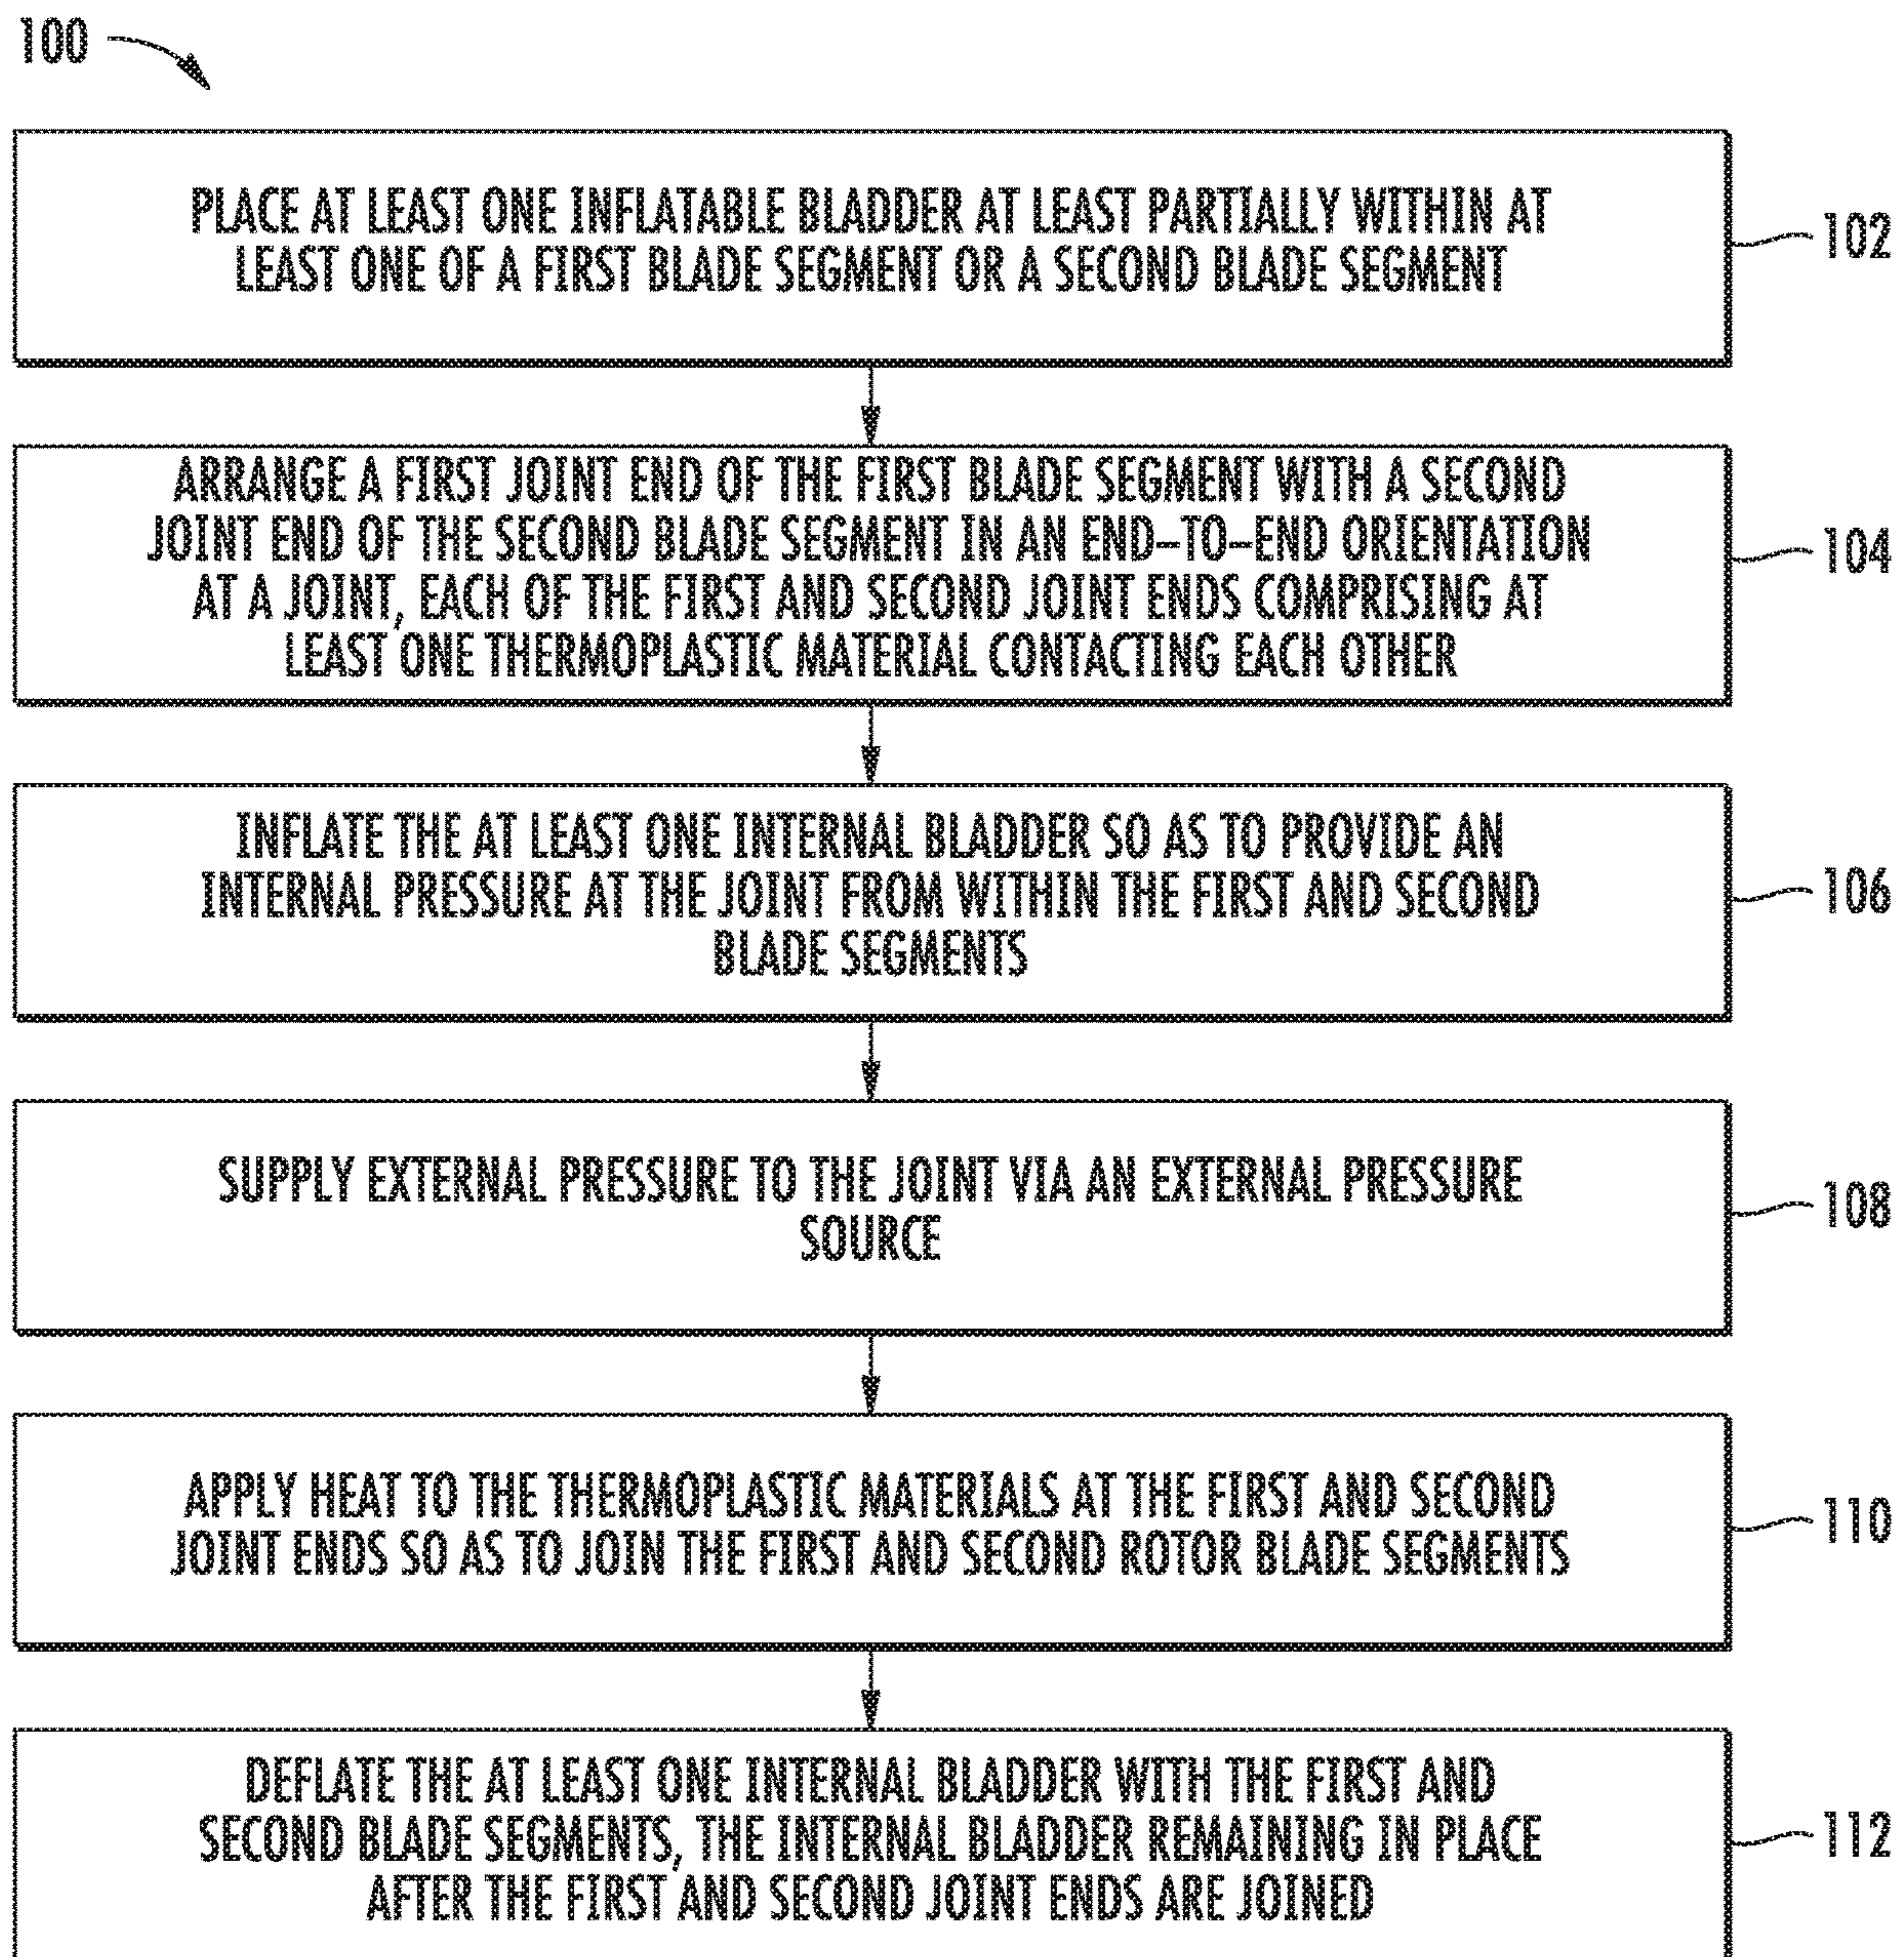 100
PLACE AT LEAST ONE INFLATABLE BLADDER AT LEAST PARTIALLY WITHIN AT
LEAST ONE OF A FIRST BLADE SEGMENT OR A SECOND BLADE SEGMENT
102
ARRANGE A FIRST JOINT END OF THE FIRST BLADE SEGMENT WITH A SECOND
JOINT END OF THE SECOND BLADE SEGMENT IN AN END–TO–END ORIENTATION
AT A JOINT, EACH OF THE FIRST AND SECOND JOINT ENDS COMPRISING AT
LEAST ONE THERMOPLASTIC MATERIAL CONTACTING EACH OTHER
104
INFLATE THE AT LEAST ONE INTERNAL BLADDER SO AS TO PROVIDE AN
INTERNAL PRESSURE AT THE JOINT FROM WITHIN THE FIRST AND SECOND
BLADE SEGMENTS
106
SUPPLY EXTERNAL PRESSURE TO THE JOINT VIA AN EXTERNAL PRESSURE
SOURCE
108
APPLY HEAT TO THE THERMOPLASTIC MATERIALS AT THE FIRST AND SECOND
JOINT ENDS SO AS TO JOIN THE FIRST AND SECOND ROTOR BLADE SEGMENTS
110
DEFLATE THE AT LEAST ONE INTERNAL BLADDER WITH THE FIRST AND
SECOND BLADE SEGMENTS, THE INTERNAL BLADDER REMAINING IN PLACE
AFTER THE FIRST AND SECOND JOINT ENDS ARE JOINED
112